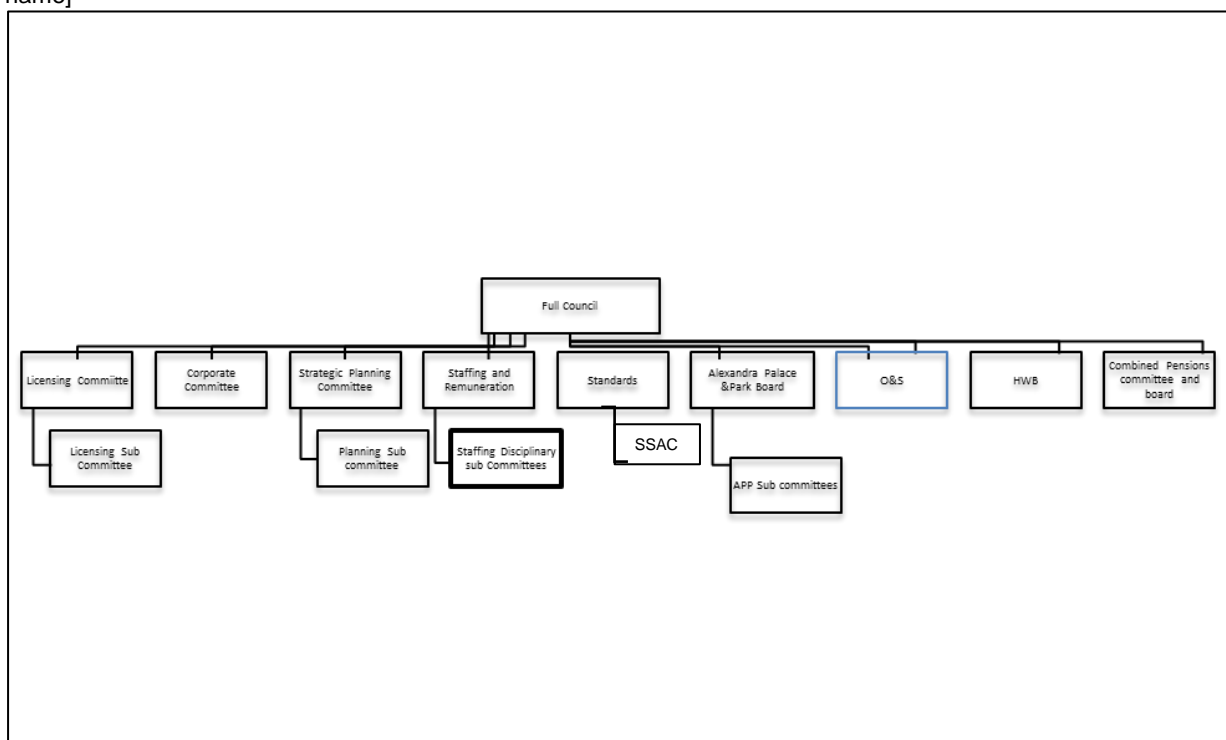 name]
Full Council
Licensing Commiitte
Corporate
Committee
Strategic Planning
Committee
Staffing and
Remuneration
Standards
Alexandra Palace
&Park Board
O&S
HWB
Combined Pensions
committee and
board
Licensing Sub
Committee
Planning Sub
committee
Staffing Disciplinary
sub Committees
SSAC
APP Sub committees